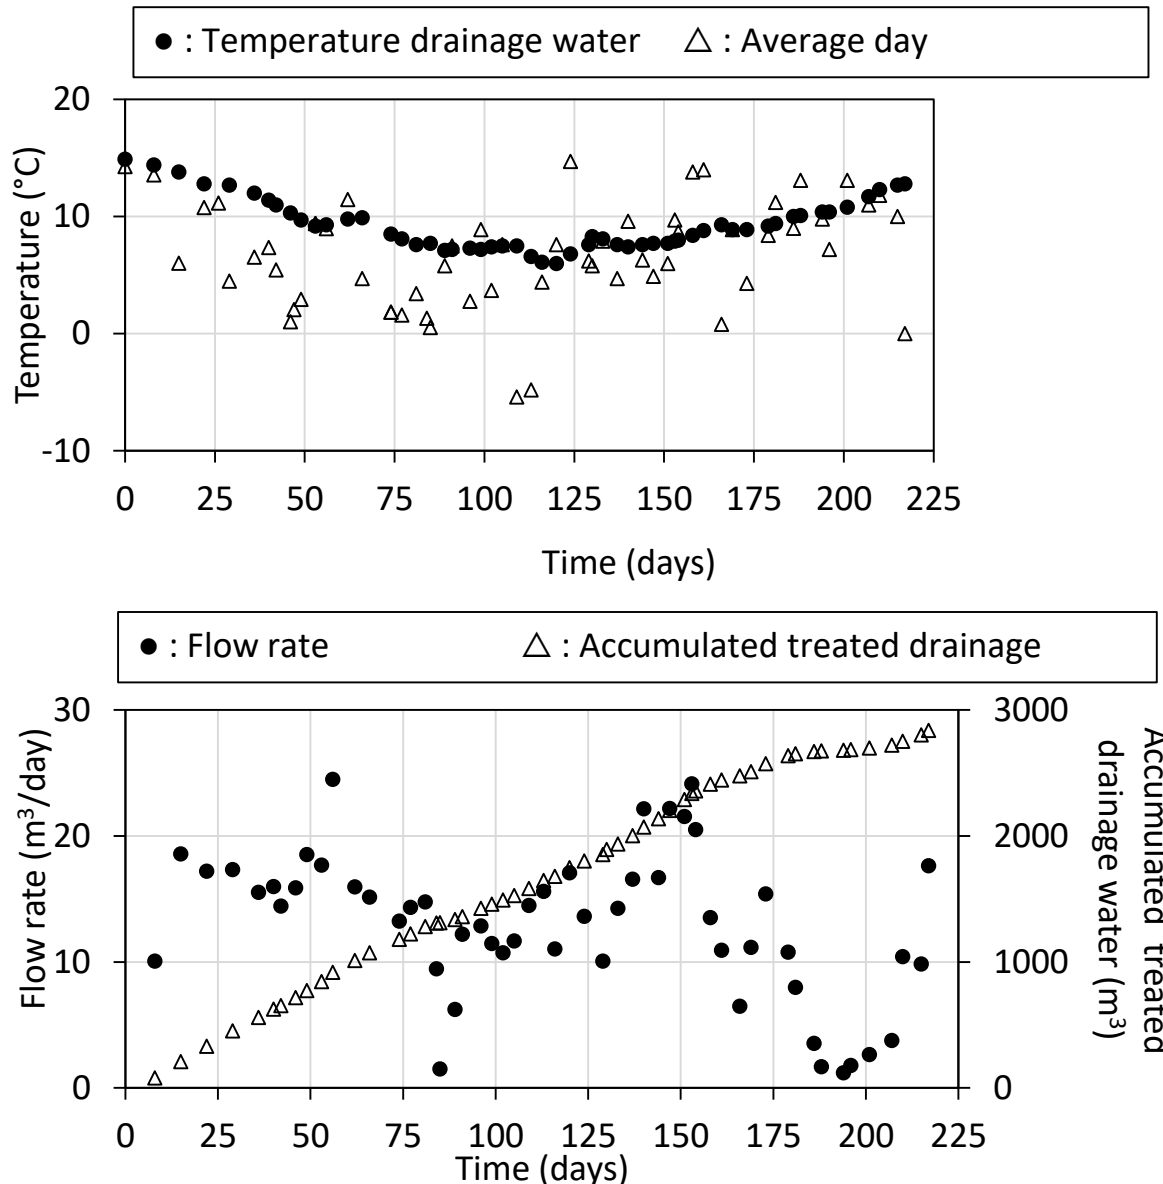 ● : Temperature drainage water △ : Average day
20
10
0
-10
Temperature (°C)
0 25 50 75 100 125 150 175 200 225
Time (days)
● : Flow rate △ : Accumulated treated drainage
30
20
10
0
Flow rate (m³/day)
3000
2000
1000
0
Accumulated treated
drainage water (m³)
0 25 50 75 100 125 150 175 200 225
Time (days)